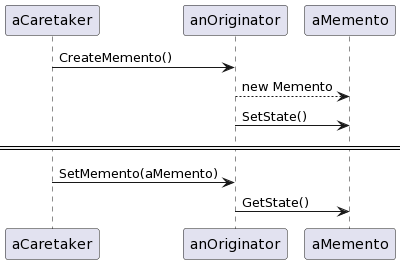 aCaretaker anOriginator aMemento
CreateMemento()
new Memento
SetState()
SetMemento(aMemento)
GetState()
aCaretaker anOriginator aMemento